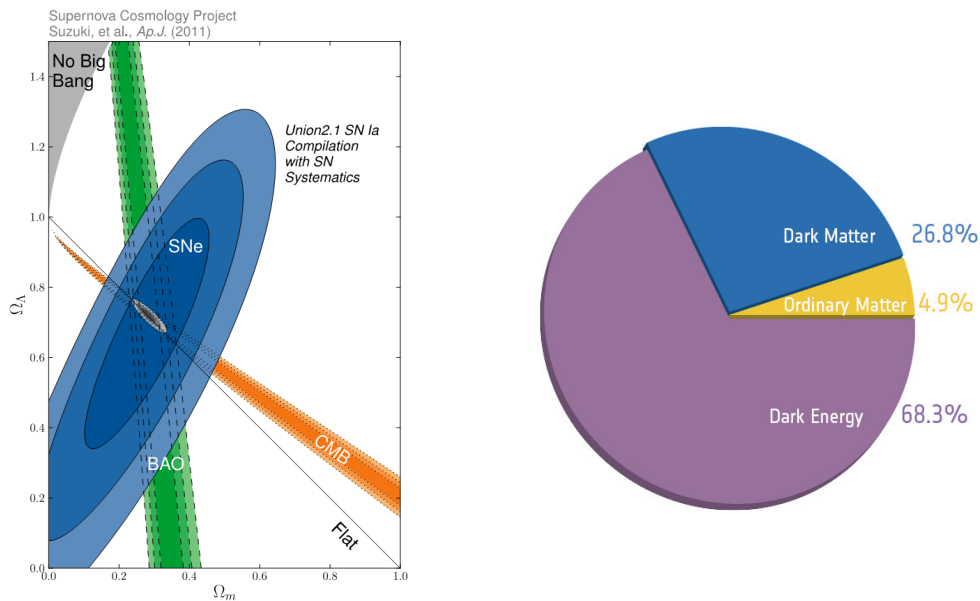 Supernova Cosmology Project
Suzuki, et al., Ap.J. (2011)
No Big
Bang
Union2.1 SN Ia
Compilation
with SN
Systematics
SNe
BAO
CMB
Flat
1.4
1.2
1.0
0.8
0.6
0.4
0.2
0.0
Ω_Λ
0.0 0.2 0.4 0.6 0.8 1.0
Ω_m
Dark Matter 26.8%
Ordinary Matter 4.9%
Dark Energy 68.3%